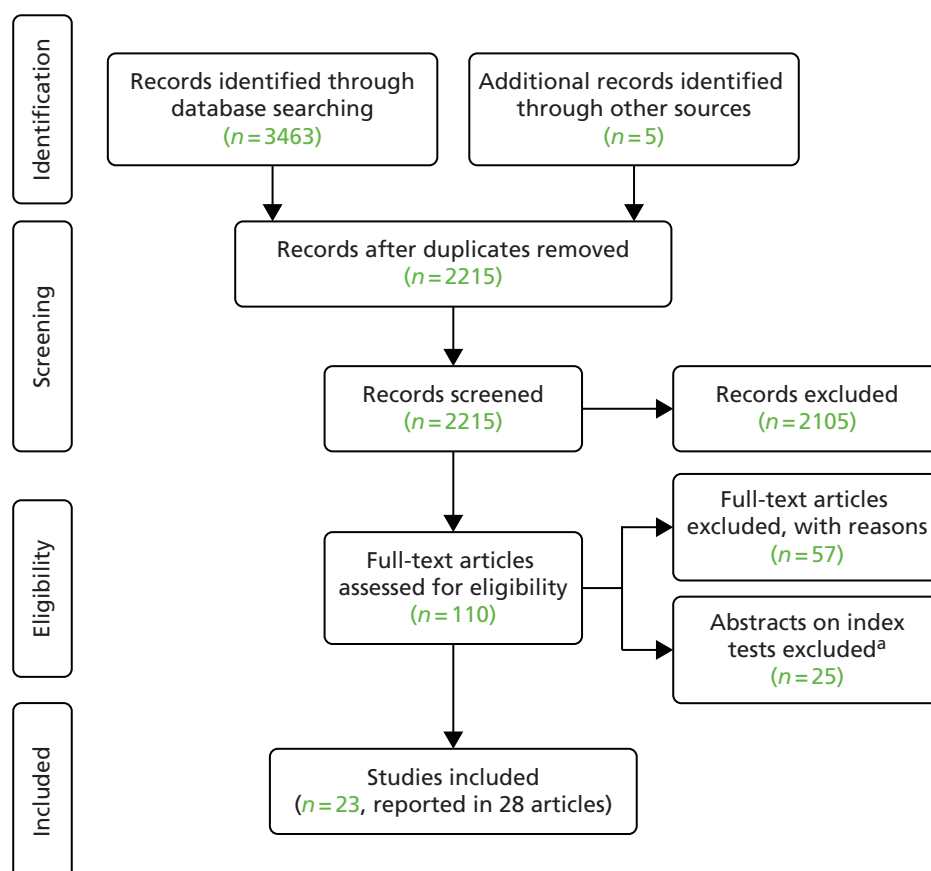 Identification
Records identified through
database searching
(n = 3463)
Additional records identified
through other sources
(n = 5)
Screening
Records after duplicates removed
(n = 2215)
Records screened
(n = 2215)
Records excluded
(n = 2105)
Eligibility
Full-text articles
assessed for eligibility
(n = 110)
Full-text articles
excluded, with reasons
(n = 57)
Abstracts on index
tests excludedᵃ
(n = 25)
Included
Studies included
(n = 23, reported in 28 articles)